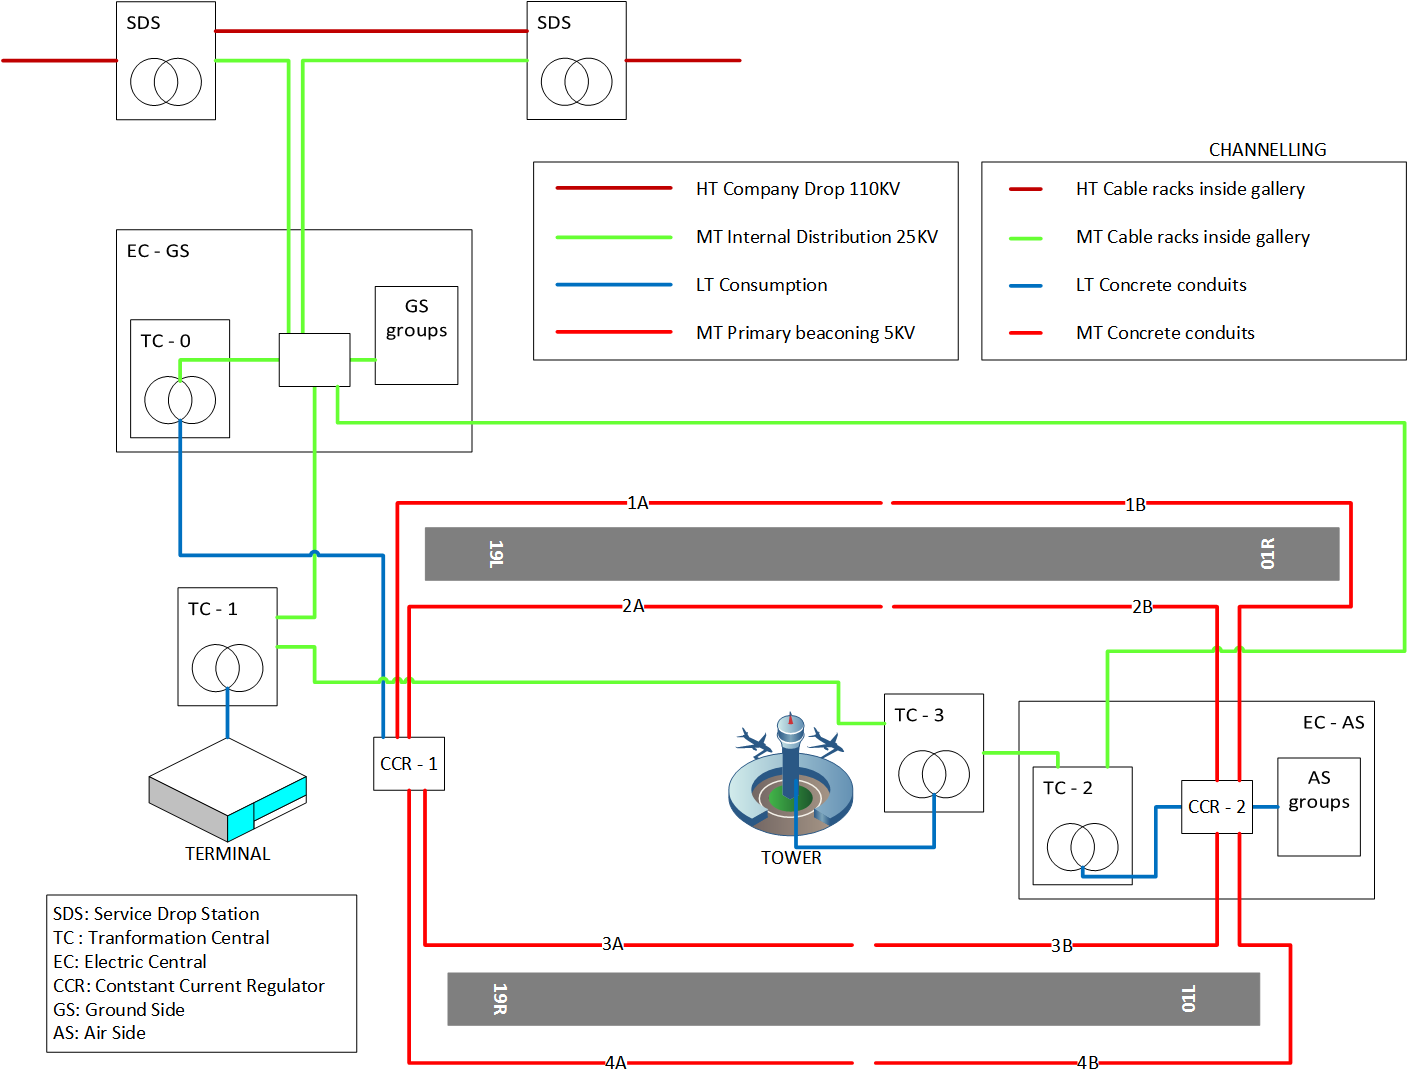 SDS
SDS
CHANNELLING
HT Company Drop 110KV
MT Internal Distribution 25KV
LT Consumption
MT Primary beaconing 5KV
HT Cable racks inside gallery
MT Cable racks inside gallery
LT Concrete conduits
MT Concrete conduits
EC - GS
GS
groups
TC - 0
1A
1B
19L
01R
2A
2B
TC - 1
TC - 3
EC - AS
CCR - 1
TC - 2
CCR - 2
AS
groups
TERMINAL
TOWER
SDS: Service Drop Station
TC : Tranformation Central
EC: Electric Central
CCR: Contstant Current Regulator
GS: Ground Side
AS: Air Side
3A
3B
19R
01L
4A
4B